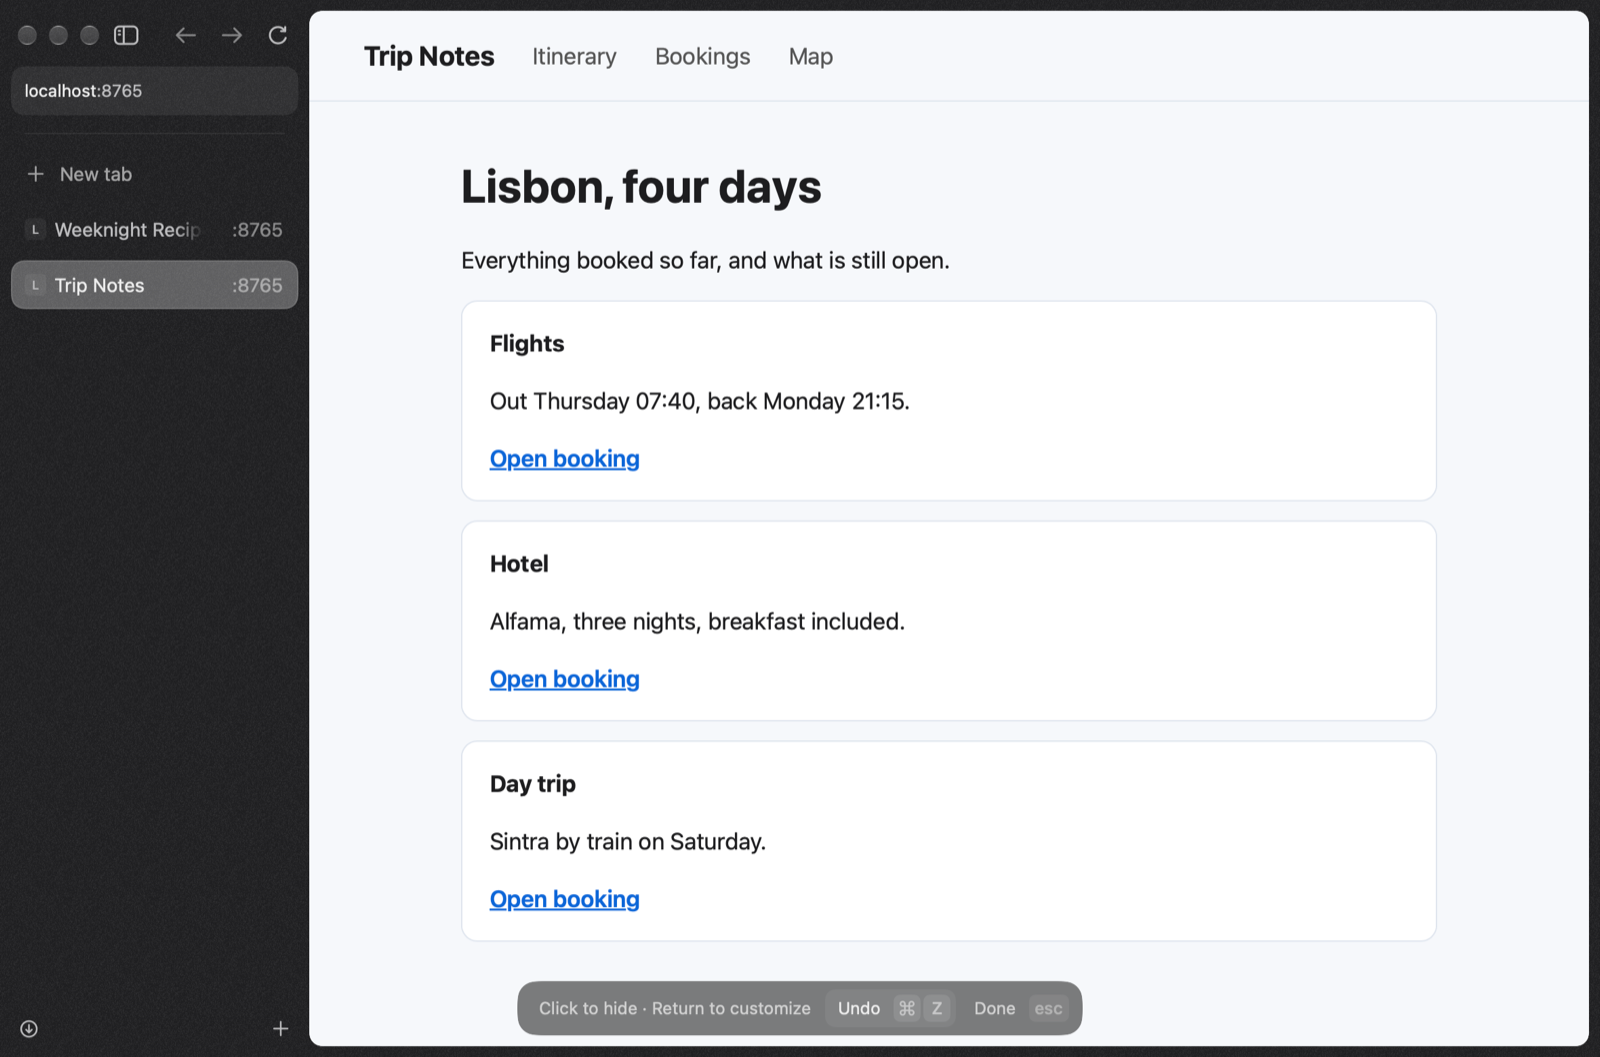 localhost:8765
New tab
L Weeknight Recip :8765
L Trip Notes :8765
Trip Notes Itinerary Bookings Map
Lisbon, four days
Everything booked so far, and what is still open.
Flights
Out Thursday 07:40, back Monday 21:15.
Open booking
Hotel
Alfama, three nights, breakfast included.
Open booking
Day trip
Sintra by train on Saturday.
Open booking
Click to hide · Return to customize Undo ⌘ Z Done esc